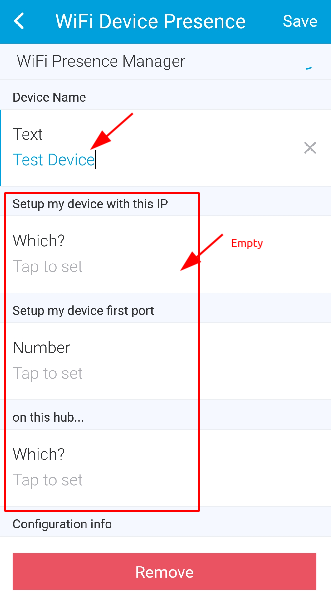 WiFi Device Presence Save
WiFi Presence Manager
Device Name
Text
Test Device
Setup my device with this IP
Which?
Tap to set
Empty
Setup my device first port
Number
Tap to set
on this hub...
Which?
Tap to set
Configuration info
Remove